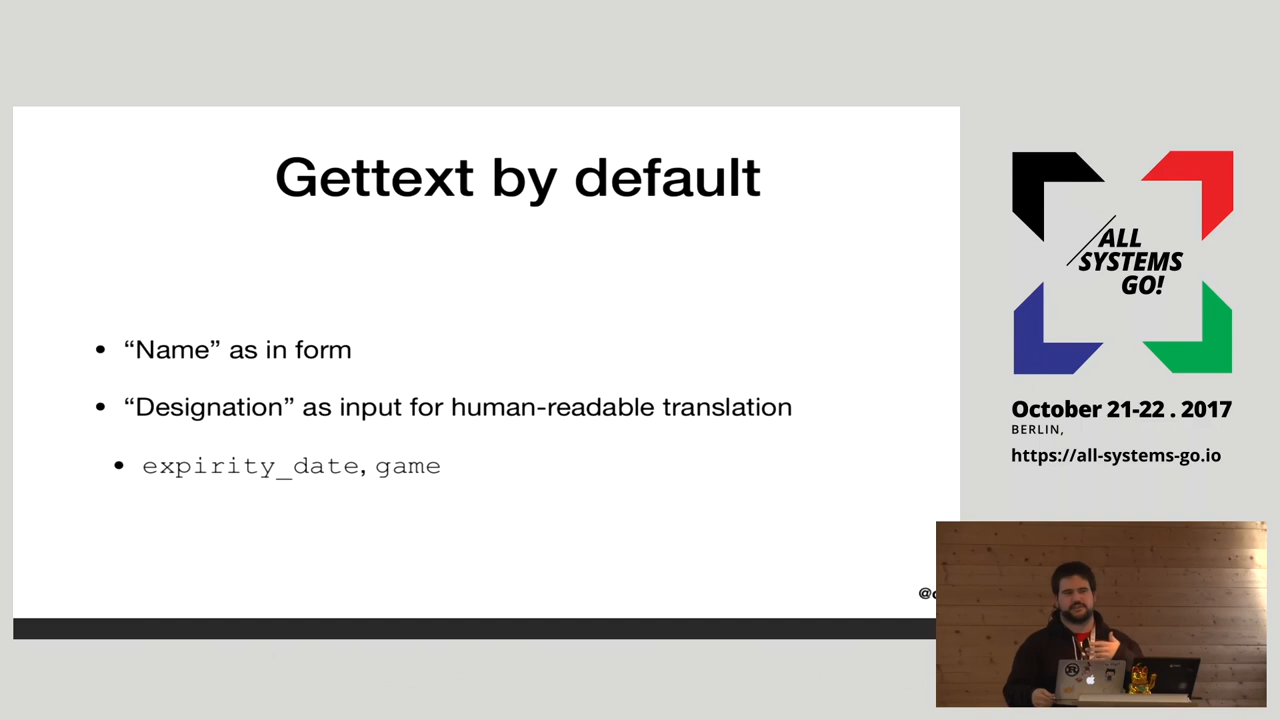 Gettext by default
• “Name” as in form
• “Designation” as input for human-readable translation
• expirity_date, game
ALL
SYSTEMS
GO!
October 21-22 . 2017
BERLIN,
https://all-systems-go.io